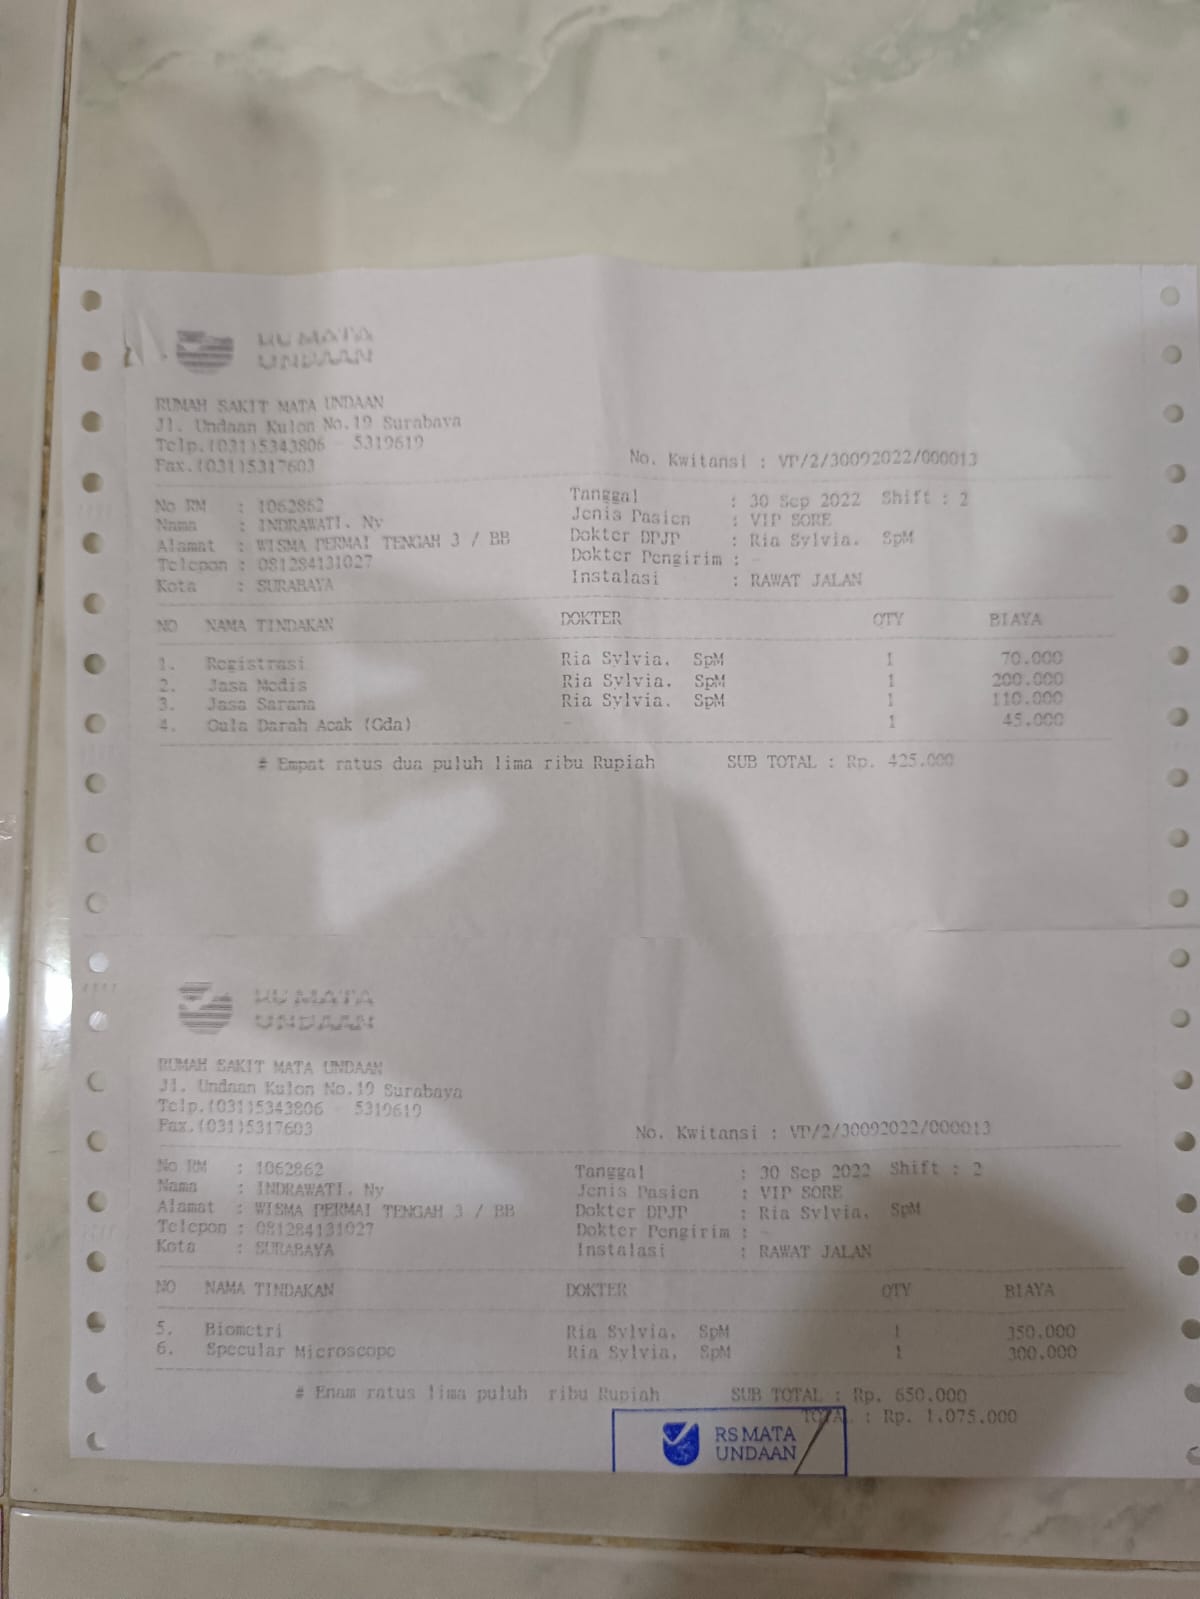 RS MATA
UNDAAN
RUMAH SAKIT MATA UNDAAN
Jl. Undaan Kulon No.19 Surabaya
Telp.(031)5343806 - 5319619
Fax.(031)5317603
No. Kwitansi : VP/2/30092022/000013
No RM : 1062862
Nama : INDRAWATI, Ny
Alamat : WISMA PERMAI TENGAH 3 / BB
Telepon : 081284131027
Kota : SURABAYA
Tanggal : 30 Sep 2022 Shift : 2
Jenis Pasien : VIP SORE
Dokter DPJP : Ria Sylvia, SpM
Dokter Pengirim : -
Instalasi : RAWAT JALAN
NO NAMA TINDAKAN DOKTER QTY BIAYA
1. Registrasi Ria Sylvia, SpM 1 70.000
2. Jasa Medis Ria Sylvia, SpM 1 200.000
3. Jasa Sarana Ria Sylvia, SpM 1 110.000
4. Gula Darah Acak (Gda) - 1 45.000
# Empat ratus dua puluh lima ribu Rupiah SUB TOTAL : Rp. 425.000
RS MATA
UNDAAN
RUMAH SAKIT MATA UNDAAN
Jl. Undaan Kulon No.19 Surabaya
Telp.(031)5343806 - 5319619
Fax.(031)5317603
No. Kwitansi : VP/2/30092022/000013
No RM : 1062862
Nama : INDRAWATI, Ny
Alamat : WISMA PERMAI TENGAH 3 / BB
Telepon : 081284131027
Kota : SURABAYA
Tanggal : 30 Sep 2022 Shift : 2
Jenis Pasien : VIP SORE
Dokter DPJP : Ria Sylvia, SpM
Dokter Pengirim : -
Instalasi : RAWAT JALAN
NO NAMA TINDAKAN DOKTER QTY BIAYA
5. Biometri Ria Sylvia, SpM 1 350.000
6. Specular Microscope Ria Sylvia, SpM 1 300.000
# Enam ratus lima puluh ribu Rupiah SUB TOTAL : Rp. 650.000
TOTAL : Rp. 1.075.000
RS MATA
UNDAAN